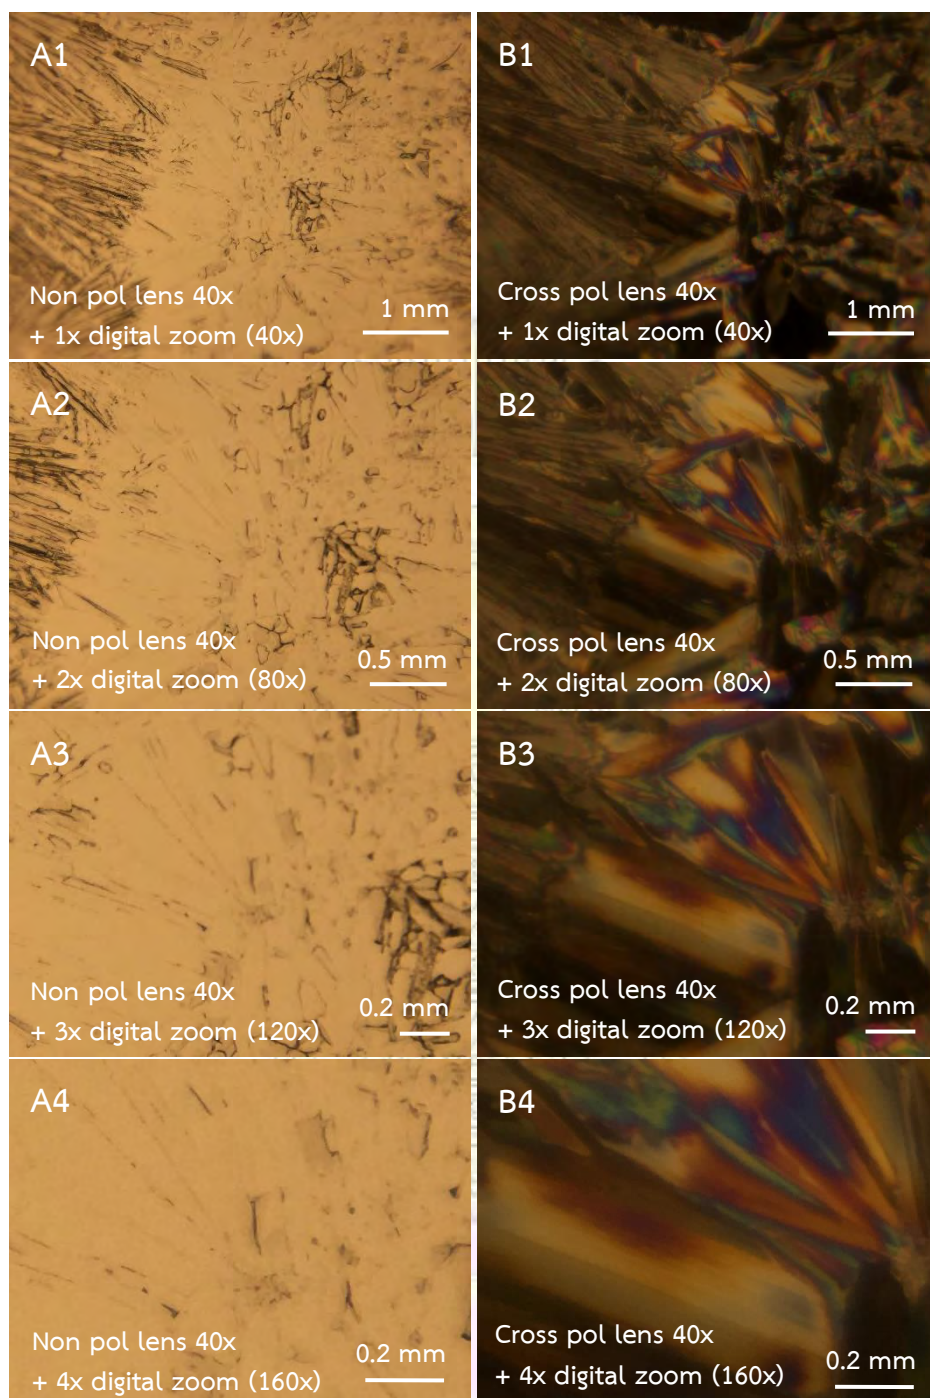 A1
Non pol lens 40x
+ 1x digital zoom (40x)
1 mm
B1
Cross pol lens 40x
+ 1x digital zoom (40x)
1 mm
A2
Non pol lens 40x
+ 2x digital zoom (80x)
0.5 mm
B2
Cross pol lens 40x
+ 2x digital zoom (80x)
0.5 mm
A3
Non pol lens 40x
+ 3x digital zoom (120x)
0.2 mm
B3
Cross pol lens 40x
+ 3x digital zoom (120x)
0.2 mm
A4
Non pol lens 40x
+ 4x digital zoom (160x)
0.2 mm
B4
Cross pol lens 40x
+ 4x digital zoom (160x)
0.2 mm